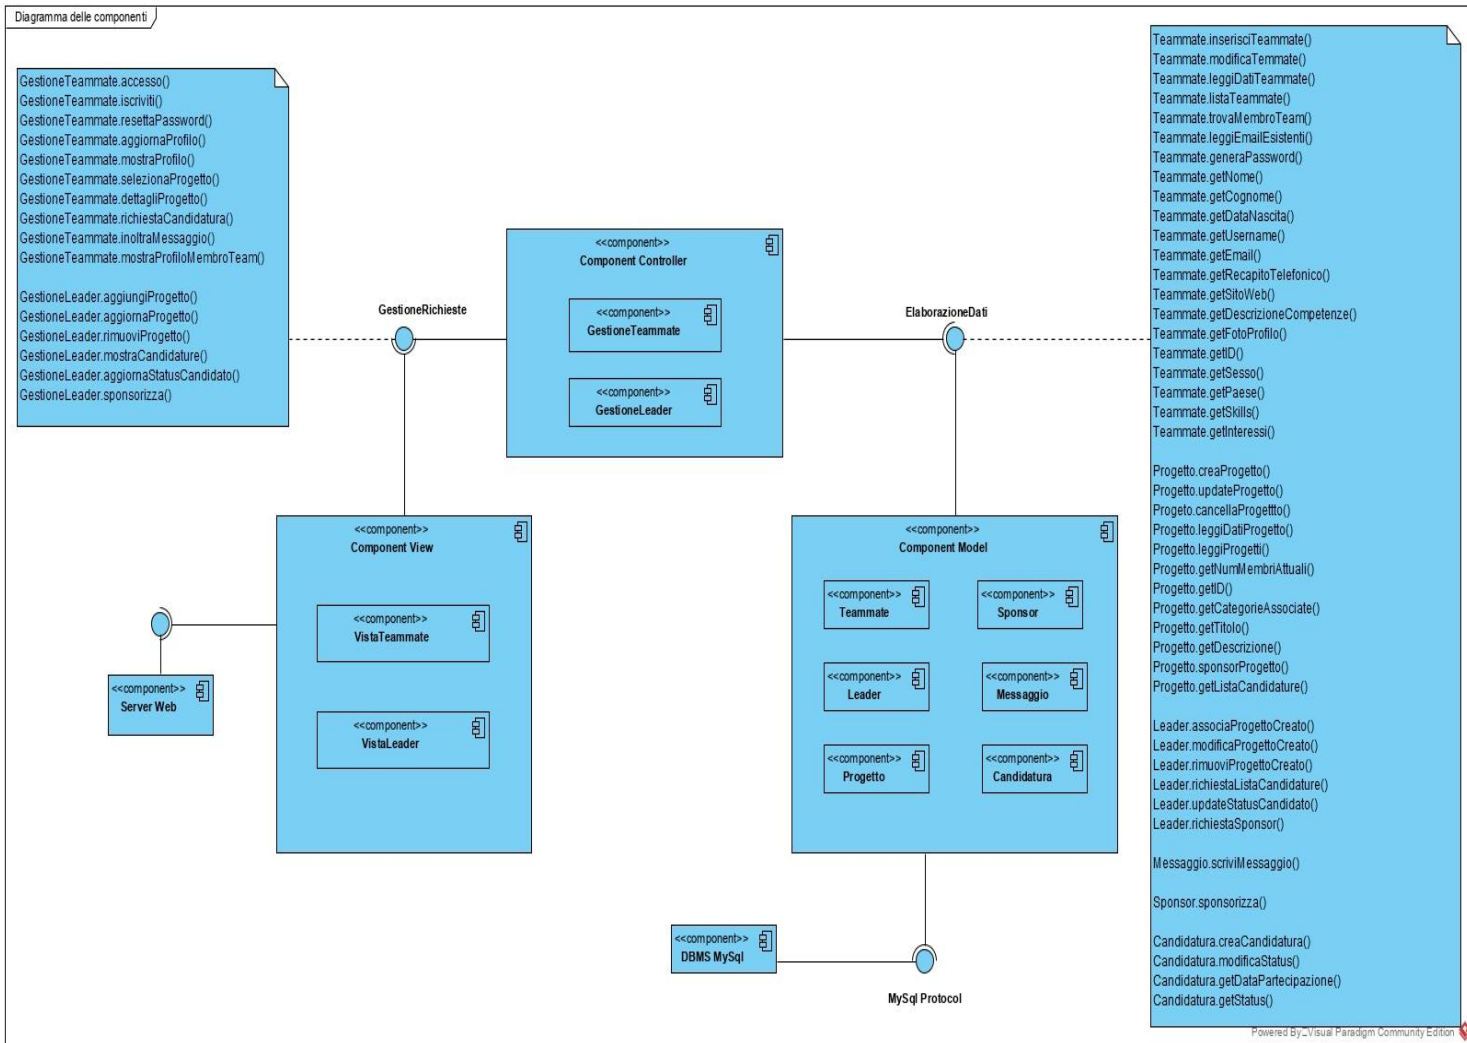 Diagramma delle componenti
GestioneTeammate.accesso()
GestioneTeammate.iscriviti()
GestioneTeammate.resettaPassword()
GestioneTeammate.aggiornaProfilo()
GestioneTeammate.mostraProfilo()
GestioneTeammate.selezionaProgetto()
GestioneTeammate.dettagliProgetto()
GestioneTeammate.richiestaCandidatura()
GestioneTeammate.inoltraMessaggio()
GestioneTeammate.mostraProfiloMembroTeam()
GestioneLeader.aggiungiProgetto()
GestioneLeader.aggiornaProgetto()
GestioneLeader.rimuoviProgetto()
GestioneLeader.mostraCandidature()
GestioneLeader.aggiornaStatusCandidato()
GestioneLeader.sponsorizza()
GestioneRichieste
<<component>>
Component Controller
<<component>>
GestioneTeammate
<<component>>
GestioneLeader
ElaborazioneDati
<<component>>
Component View
<<component>>
VistaTeammate
<<component>>
VistaLeader
<<component>>
Server Web
<<component>>
Component Model
<<component>>
Teammate
<<component>>
Sponsor
<<component>>
Leader
<<component>>
Messaggio
<<component>>
Progetto
<<component>>
Candidatura
<<component>>
DBMS MySql
MySql Protocol
Teammate.inserisciTeammate()
Teammate.modificaTemmate()
Teammate.leggiDatiTeammate()
Teammate.listaTeammate()
Teammate.trovaMembroTeam()
Teammate.leggiEmailEsistenti()
Teammate.generaPassword()
Teammate.getNome()
Teammate.getCognome()
Teammate.getDataNascita()
Teammate.getUsername()
Teammate.getEmail()
Teammate.getRecapitoTelefonico()
Teammate.getSitoWeb()
Teammate.getDescrizioneCompetenze()
Teammate.getFotoProfilo()
Teammate.getID()
Teammate.getSesso()
Teammate.getPaese()
Teammate.getSkills()
Teammate.getInteressi()
Progetto.creaProgetto()
Progetto.updateProgetto()
Progeto.cancellaProgettto()
Progetto.leggiDatiProgetto()
Progetto.leggiProgetti()
Progetto.getNumMembriAttuali()
Progetto.getID()
Progetto.getCategorieAssociate()
Progetto.getTitolo()
Progetto.getDescrizione()
Progetto.sponsorProgetto()
Progetto.getListaCandidature()
Leader.associaProgettoCreato()
Leader.modificaProgettoCreato()
Leader.rimuoviProgettoCreato()
Leader.richiestaListaCandidature()
Leader.updateStatusCandidato()
Leader.richiestaSponsor()
Messaggio.scriviMessaggio()
Sponsor.sponsorizza()
Candidatura.creaCandidatura()
Candidatura.modificaStatus()
Candidatura.getDataPartecipazione()
Candidatura.getStatus()
Powered By Visual Paradigm Community Edition